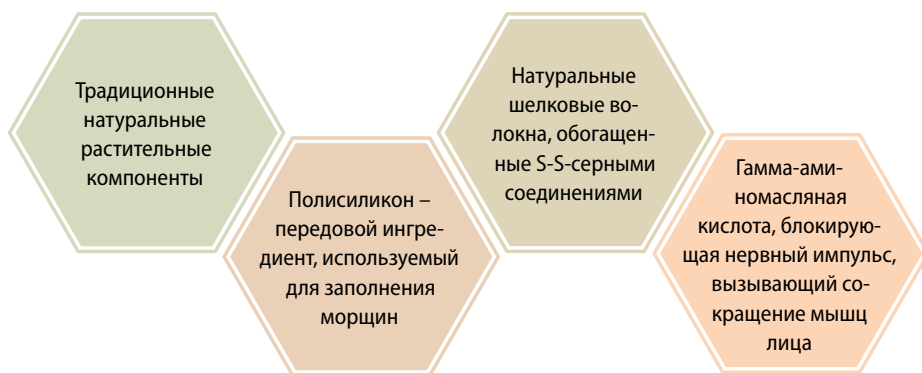 Традиционные
натуральные
растительные
компоненты
Полисиликон –
передовой ингре-
диент, используемый
для заполнения
морщин
Натуральные
шелковые во-
локна, обогащен-
ные S-S-серными
соединениями
Гамма-ами-
номасляная
кислота, блокирую-
щая нервный импульс,
вызывающий со-
кращение мышц
лица